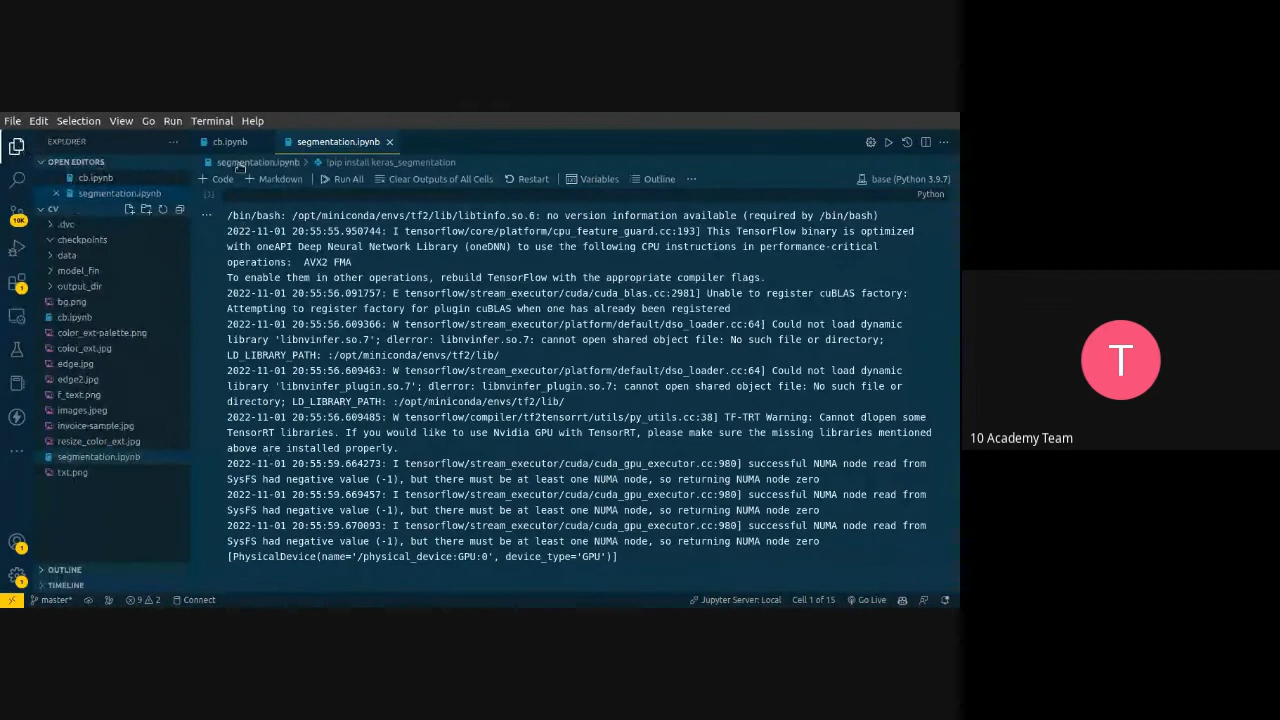 File Edit Selection View Go Run Terminal Help
EXPLORER
cb.ipynb
segmentation.ipynb
OPEN EDITORS
cb.ipynb
segmentation.ipynb
CV
.dvc
checkpoints
data
model_fin
output_dir
bg.png
cb.ipynb
color_ext-palette.png
color_ext.jpg
edge.jpg
edge2.jpg
f_text.png
images.jpeg
invoice-sample.jpg
resize_color_ext.jpg
segmentation.ipynb
txt.png
OUTLINE
TIMELINE
10K
1
1
1
segmentation.ipynb > !pip install keras_segmentation
+ Code + Markdown Run All Clear Outputs of All Cells Restart Variables Outline ... base (Python 3.9.7)
[3] Python
/bin/bash: /opt/miniconda/envs/tf2/lib/libtinfo.so.6: no version information available (required by /bin/bash)
2022-11-01 20:55:55.950744: I tensorflow/core/platform/cpu_feature_guard.cc:193] This TensorFlow binary is optimized
with oneAPI Deep Neural Network Library (oneDNN) to use the following CPU instructions in performance-critical
operations:  AVX2 FMA
To enable them in other operations, rebuild TensorFlow with the appropriate compiler flags.
2022-11-01 20:55:56.091757: E tensorflow/stream_executor/cuda/cuda_blas.cc:2981] Unable to register cuBLAS factory:
Attempting to register factory for plugin cuBLAS when one has already been registered
2022-11-01 20:55:56.609366: W tensorflow/stream_executor/platform/default/dso_loader.cc:64] Could not load dynamic
library 'libnvinfer.so.7'; dlerror: libnvinfer.so.7: cannot open shared object file: No such file or directory;
LD_LIBRARY_PATH: :/opt/miniconda/envs/tf2/lib/
2022-11-01 20:55:56.609463: W tensorflow/stream_executor/platform/default/dso_loader.cc:64] Could not load dynamic
library 'libnvinfer_plugin.so.7'; dlerror: libnvinfer_plugin.so.7: cannot open shared object file: No such file or
directory; LD_LIBRARY_PATH: :/opt/miniconda/envs/tf2/lib/
2022-11-01 20:55:56.609485: W tensorflow/compiler/tf2tensorrt/utils/py_utils.cc:38] TF-TRT Warning: Cannot dlopen some
TensorRT libraries. If you would like to use Nvidia GPU with TensorRT, please make sure the missing libraries mentioned
above are installed properly.
2022-11-01 20:55:59.664273: I tensorflow/stream_executor/cuda/cuda_gpu_executor.cc:980] successful NUMA node read from
SysFS had negative value (-1), but there must be at least one NUMA node, so returning NUMA node zero
2022-11-01 20:55:59.669457: I tensorflow/stream_executor/cuda/cuda_gpu_executor.cc:980] successful NUMA node read from
SysFS had negative value (-1), but there must be at least one NUMA node, so returning NUMA node zero
2022-11-01 20:55:59.670093: I tensorflow/stream_executor/cuda/cuda_gpu_executor.cc:980] successful NUMA node read from
SysFS had negative value (-1), but there must be at least one NUMA node, so returning NUMA node zero
[PhysicalDevice(name='/physical_device:GPU:0', device_type='GPU')]
master* 9 2 Connect Jupyter Server: Local Cell 1 of 15 Go Live
T
10 Academy Team